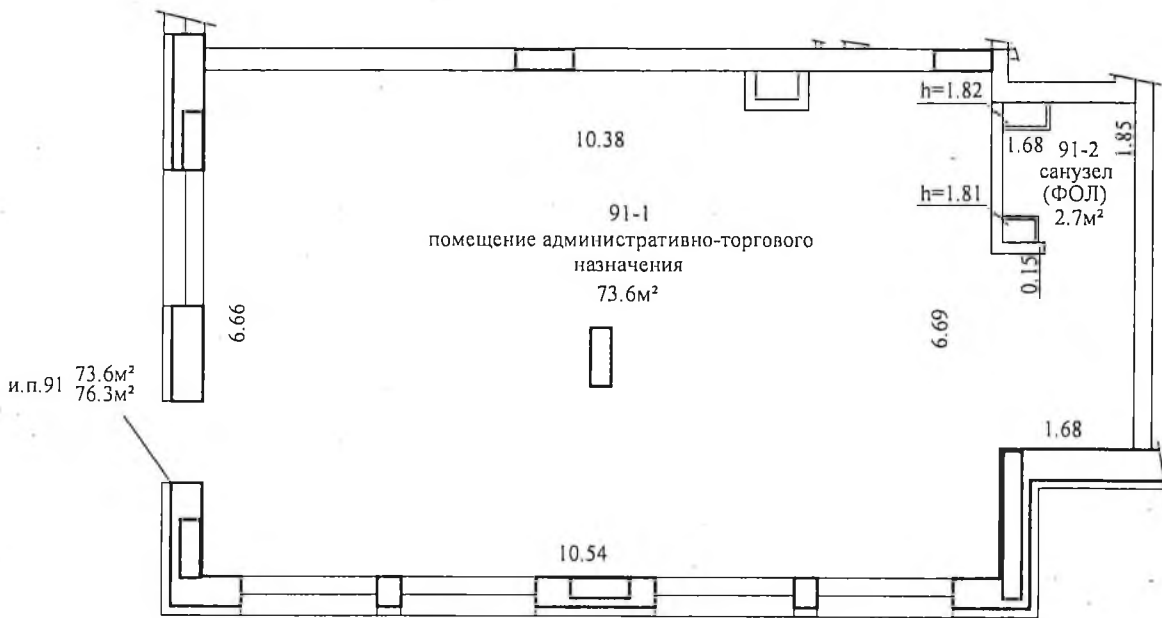 h=1.82
10.38
1.68 91-2
санузел
(ФОЛ)
2.7м²
1.85
h=1.81
91-1
помещение административно-торгового
назначения
73.6м²
0.15
6.66
6.69
и.п.91 73.6м²
76.3м²
1.68
10.54